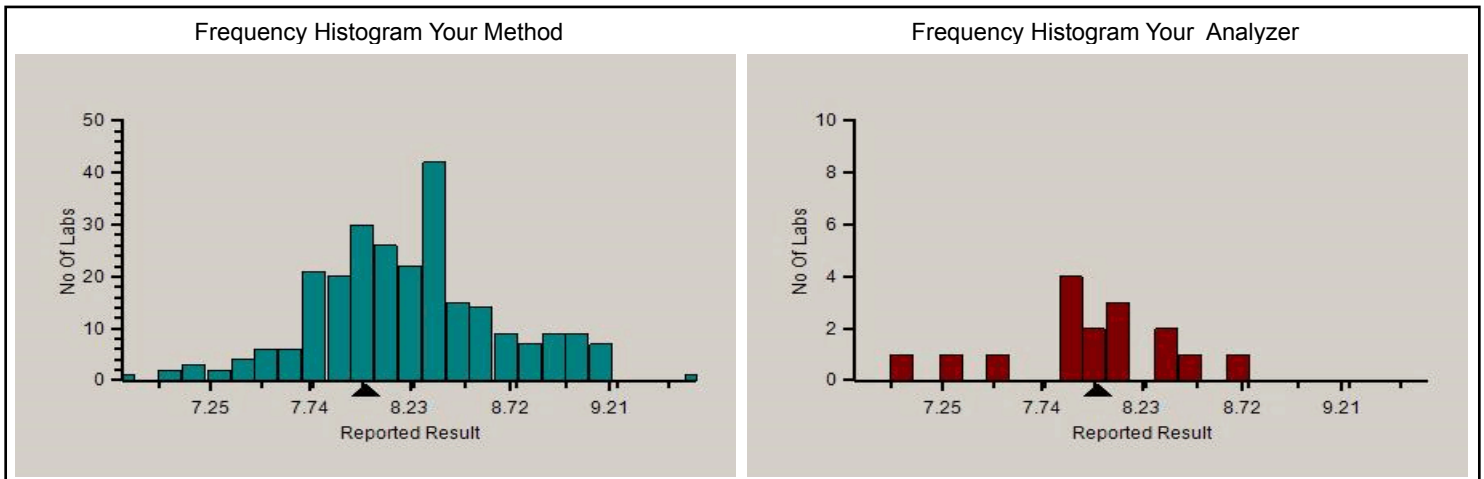 Frequency Histogram Your Method
50
40
30
20
10
0
No Of Labs
7.25 7.74 8.23 8.72 9.21
Reported Result
Frequency Histogram Your Analyzer
10
8
6
4
2
0
No Of Labs
7.25 7.74 8.23 8.72 9.21
Reported Result